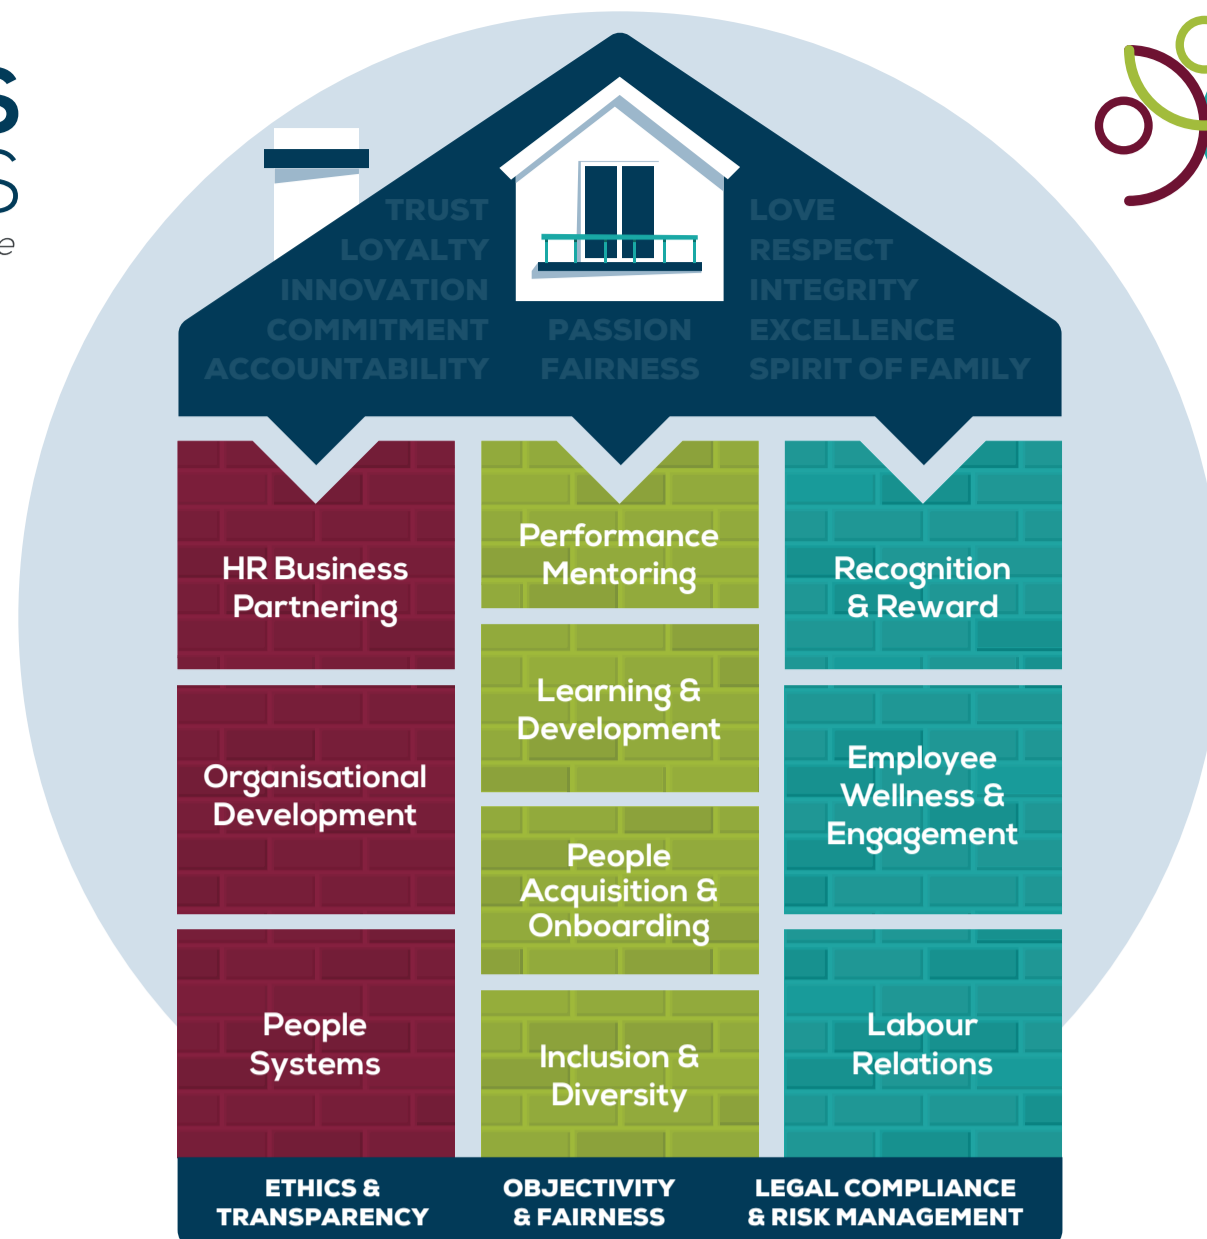 S
S
e
TRUST
LOYALTY
INNOVATION
COMMITMENT
ACCOUNTABILITY
PASSION
FAIRNESS
LOVE
RESPECT
INTEGRITY
EXCELLENCE
SPIRIT OF FAMILY
HR Business
Partnering
Organisational
Development
People
Systems
Performance
Mentoring
Learning &
Development
People
Acquisition &
Onboarding
Inclusion &
Diversity
Recognition
& Reward
Employee
Wellness &
Engagement
Labour
Relations
ETHICS &
TRANSPARENCY
OBJECTIVITY
& FAIRNESS
LEGAL COMPLIANCE
& RISK MANAGEMENT